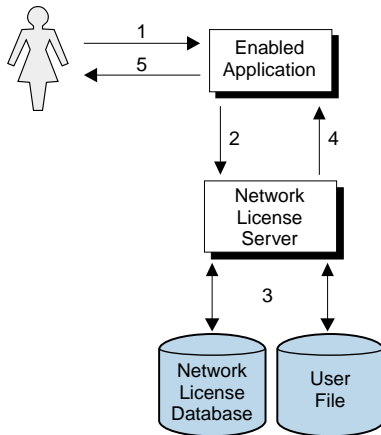 1
Enabled
Application
5
2
4
Network
License
Server
3
Network
License
Database
User
File